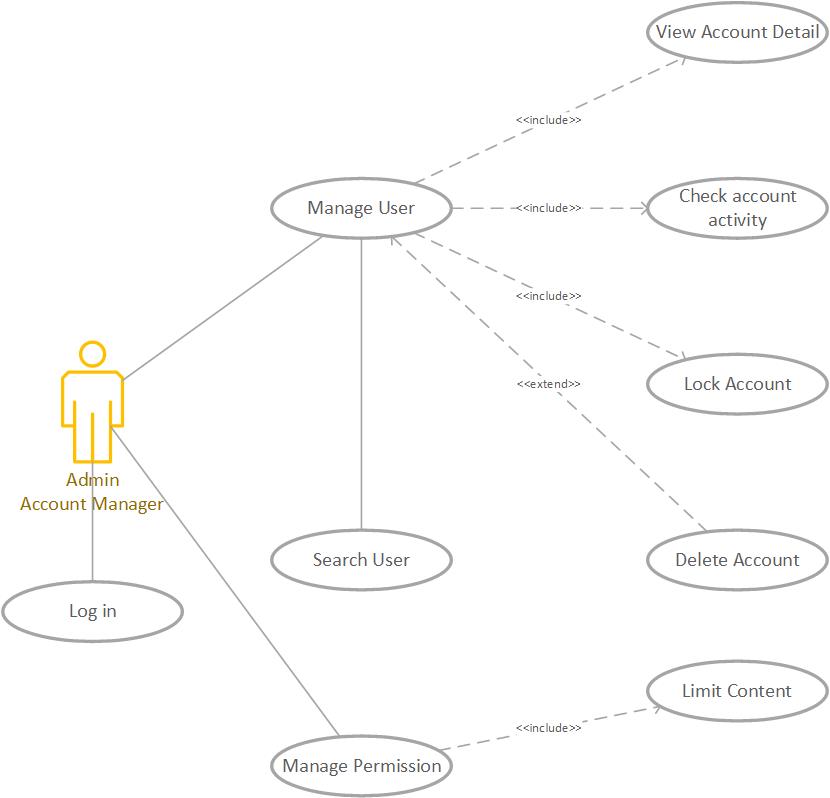 View Account Detail
<<include>>
Manage User
<<include>>
Check account
activity
<<include>>
Lock Account
<<extend>>
Admin
Account Manager
Search User
Delete Account
Log in
Limit Content
<<include>>
Manage Permission